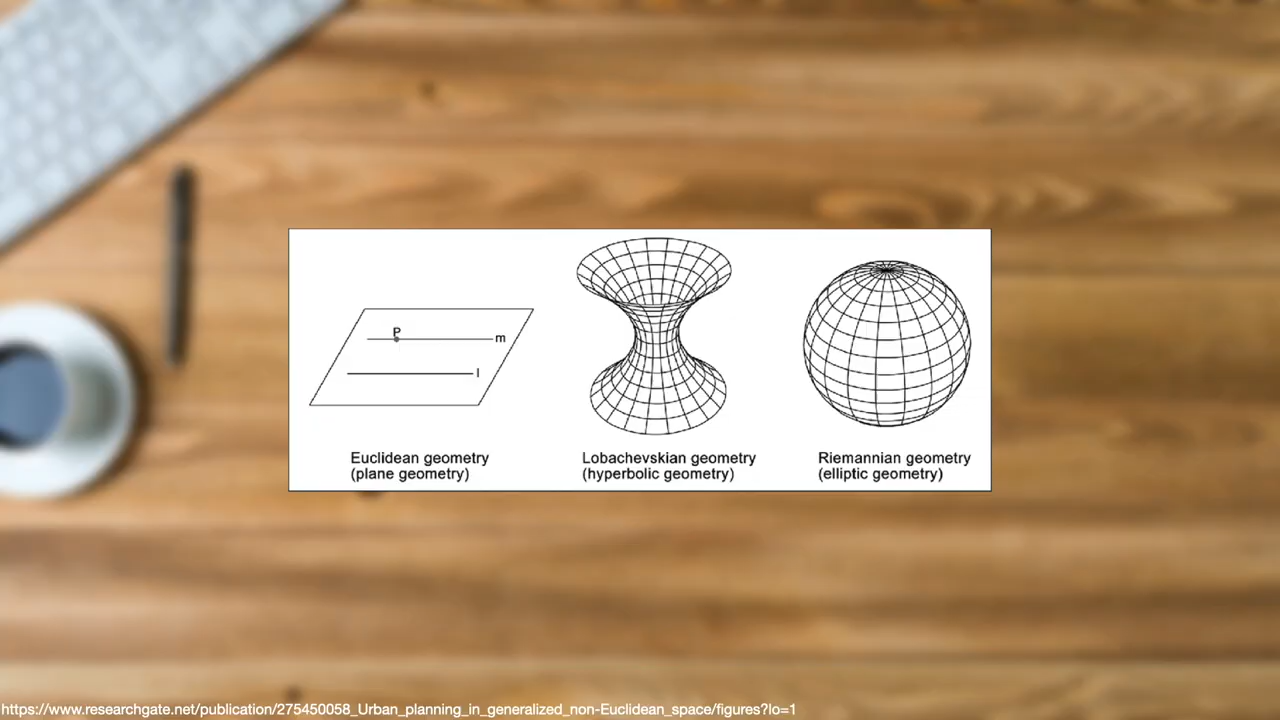 P
m
l
Euclidean geometry
(plane geometry)
Lobachevskian geometry
(hyperbolic geometry)
Riemannian geometry
(elliptic geometry)
https://www.researchgate.net/publication/275450058_Urban_planning_in_generalized_non-Euclidean_space/figures?lo=1